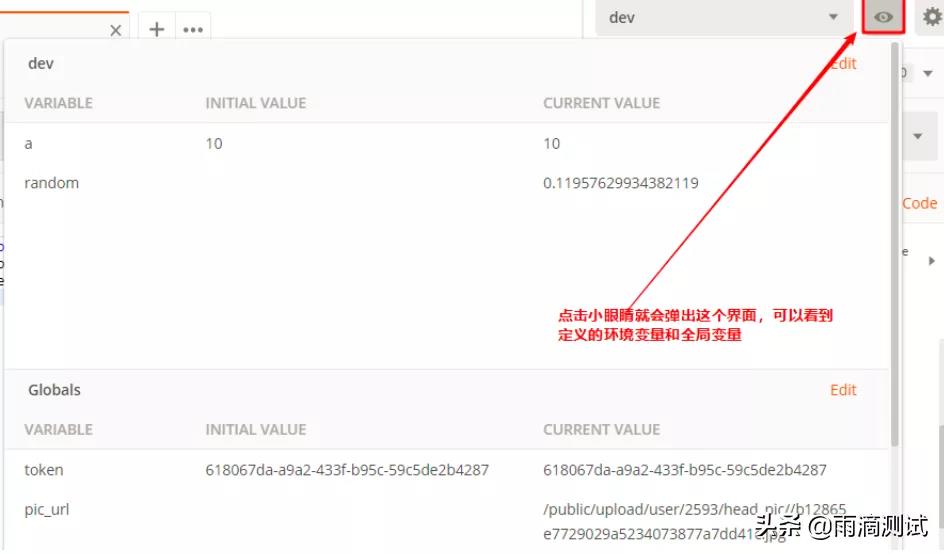 dev
dev
Edit
VARIABLE INITIAL VALUE CURRENT VALUE
a 10 10
random 0.11957629934382119
Code
点击小眼睛就会弹出这个界面，可以看到
定义的环境变量和全局变量
Globals Edit
VARIABLE INITIAL VALUE CURRENT VALUE
token 618067da-a9a2-433f-b95c-59c5de2b4287 618067da-a9a2-433f-b95c-59c5de2b4287
pic_url /public/upload/user/2593/head_pic//b12865
头条 @雨滴测试